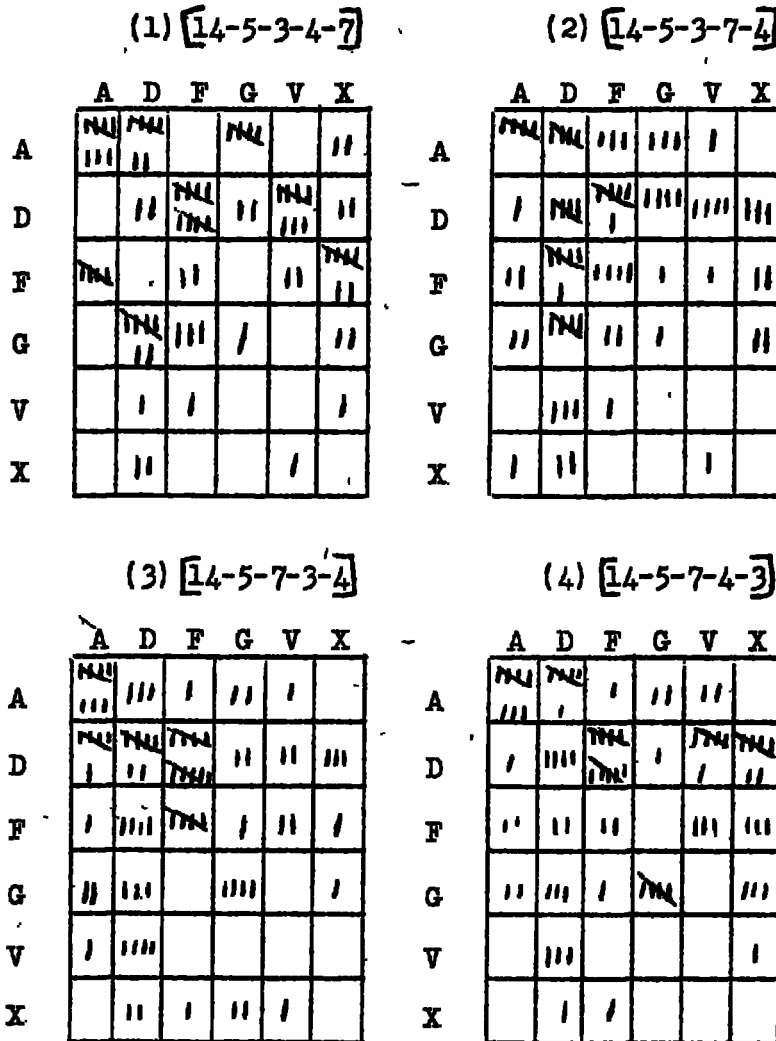 (1) [14-5-3-4-7] (2) [14-5-3-7-4]
A D F G V X A D F G V X
A A
D D
F F
G G
V V
X X
(3) [14-5-7-3-4] (4) [14-5-7-4-3]
A D F G V X A D F G V X
A A
D D
F F
G G
V V
X X